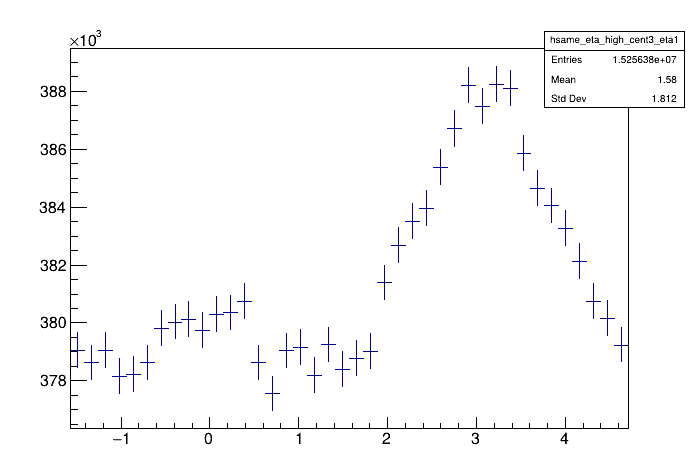 ×10³
hsame_eta_high_cent3_eta1
Entries 1.525638e+07
Mean 1.58
Std Dev 1.812
388
386
384
382
380
378
−1 0 1 2 3 4